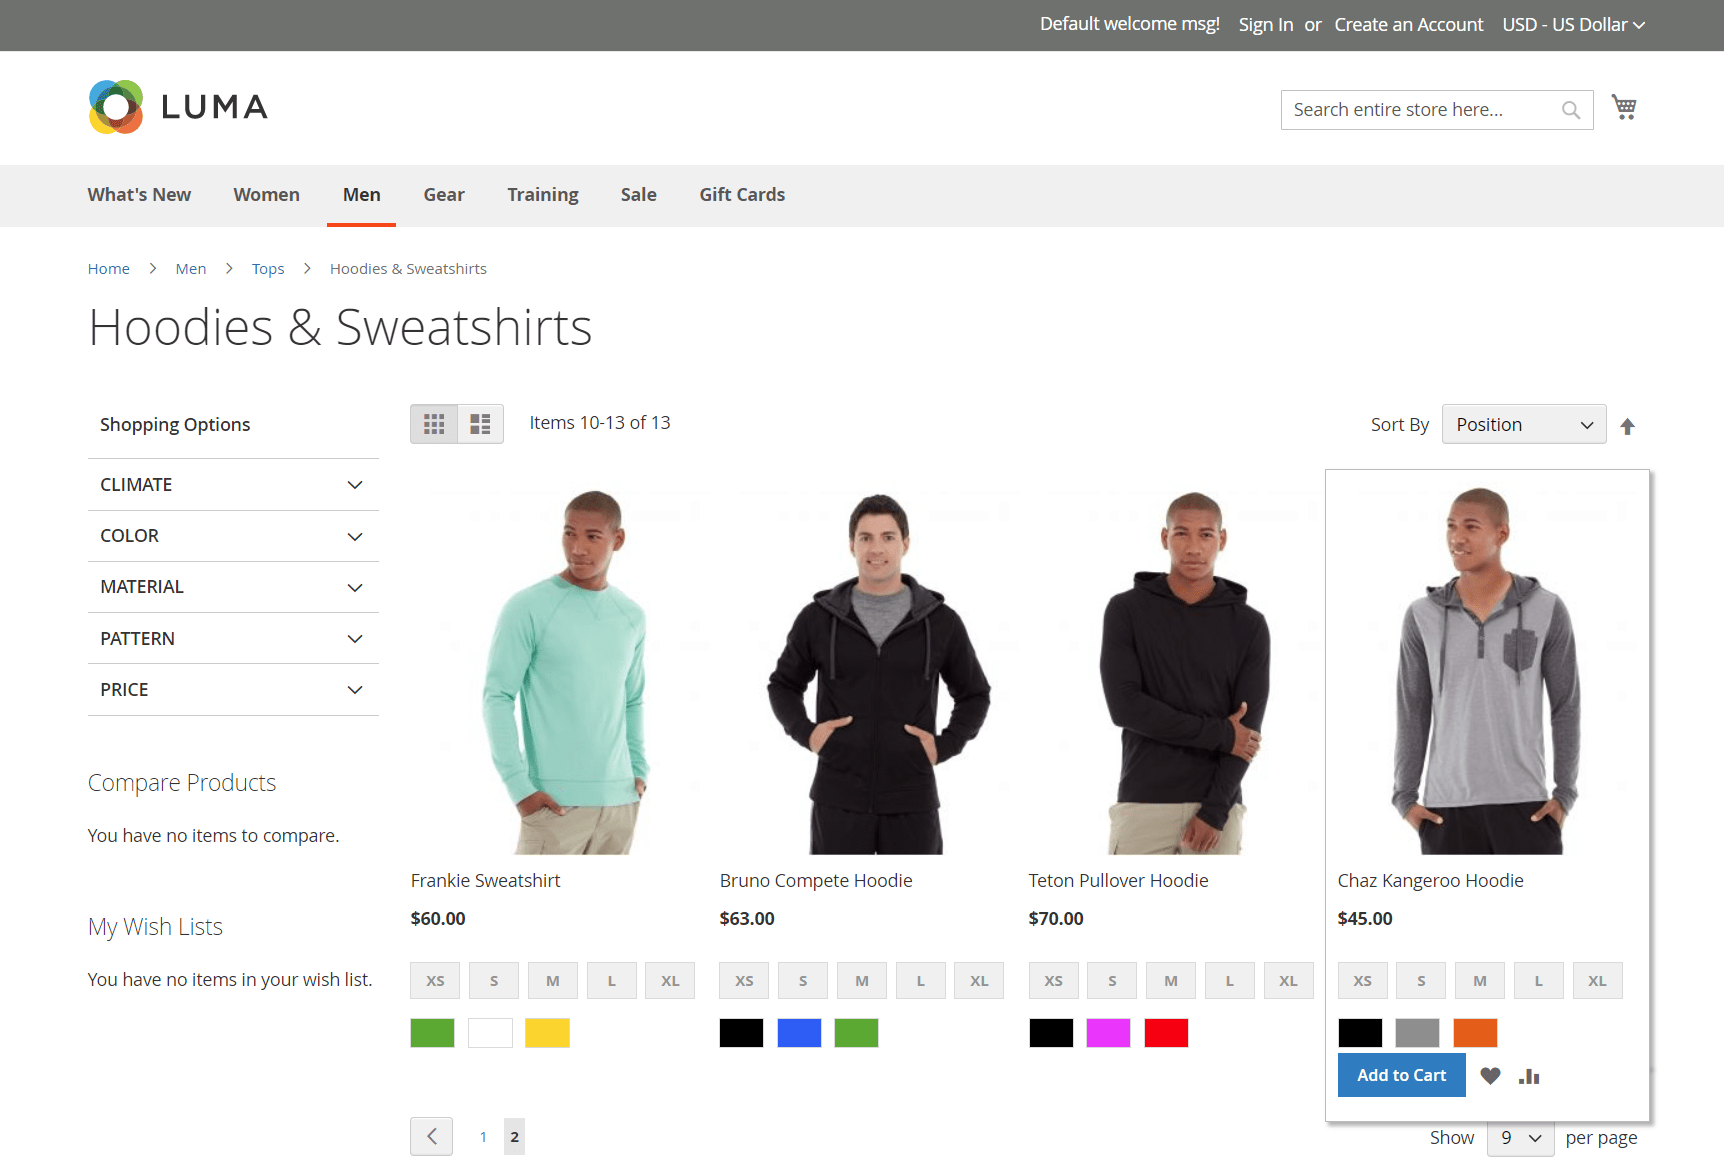 Default welcome msg! Sign In or Create an Account USD - US Dollar
LUMA
Search entire store here...
What's New Women Men Gear Training Sale Gift Cards
Home Men Tops Hoodies & Sweatshirts
Hoodies & Sweatshirts
Shopping Options
CLIMATE
COLOR
MATERIAL
PATTERN
PRICE
Compare Products
You have no items to compare.
My Wish Lists
You have no items in your wish list.
Items 10-13 of 13
Sort By Position
Frankie Sweatshirt
$60.00
XS S M L XL
Bruno Compete Hoodie
$63.00
XS S M L XL
Teton Pullover Hoodie
$70.00
XS S M L XL
Chaz Kangeroo Hoodie
$45.00
XS S M L XL
Add to Cart
1 2
Show 9 per page